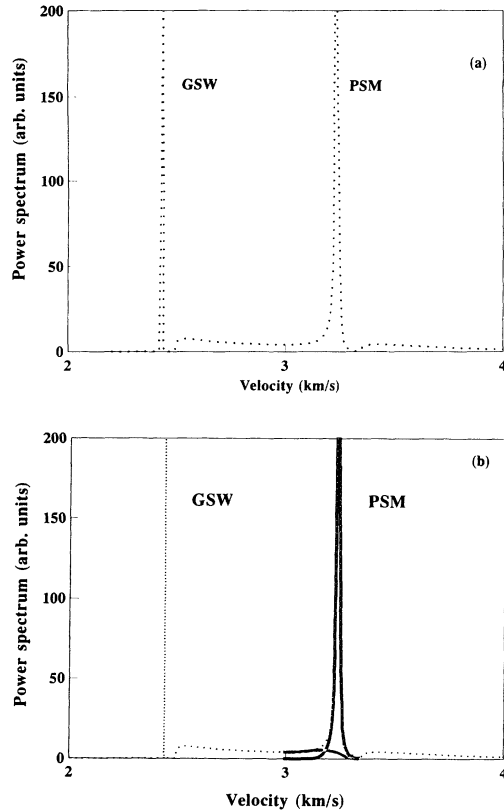 200
(a)
GSW
PSM
150
100
50
0
2
3
4
Power spectrum (arb. units)
Velocity (km/s)
200
(b)
GSW
PSM
150
100
50
0
2
3
4
Power spectrum (arb. units)
Velocity (km/s)